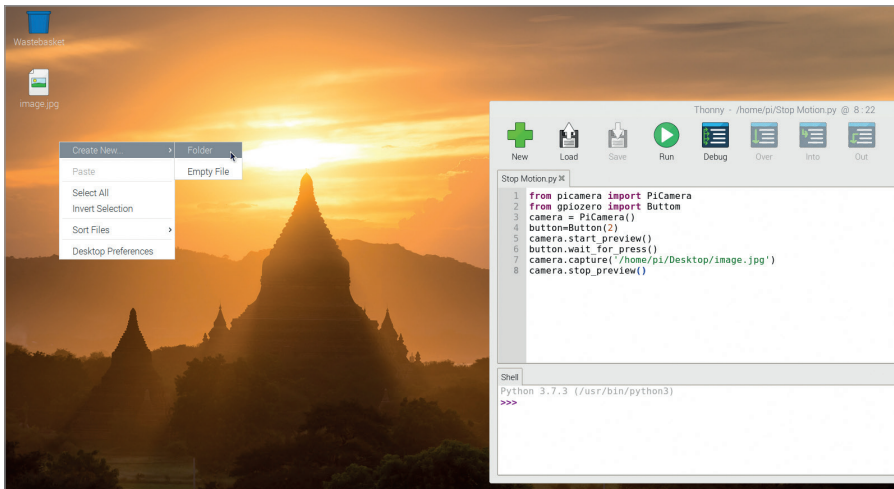 Wastebasket
image.jpg
Create New...
Folder
Empty File
Paste
Select All
Invert Selection
Sort Files
Desktop Preferences
Thonny - /home/pi/Stop Motion.py @ 8 : 22
New Load Save Run Debug Over Into Out
Stop Motion.py
1 from picamera import PiCamera
2 from gpiozero import Buttom
3 camera = PiCamera()
4 button=Button(2)
5 camera.start_preview()
6 button.wait_for_press()
7 camera.capture('/home/pi/Desktop/image.jpg')
8 camera.stop_preview()
Shell
Python 3.7.3 (/usr/bin/python3)
>>>